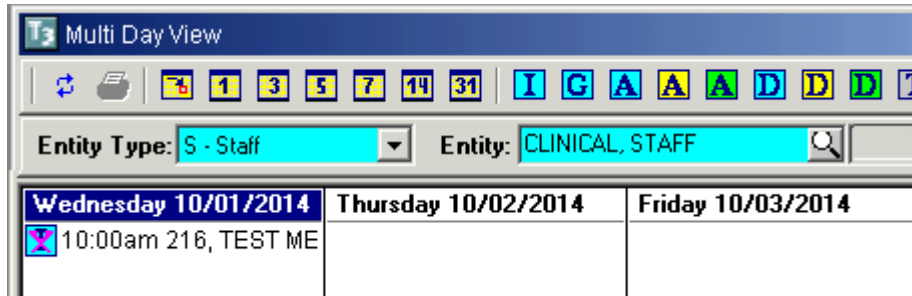 T3 Multi Day View
1 3 5 7 14 31 I G A A A D D D
Entity Type: S - Staff Entity: CLINICAL, STAFF
Wednesday 10/01/2014 Thursday 10/02/2014 Friday 10/03/2014
10:00am 216, TEST ME